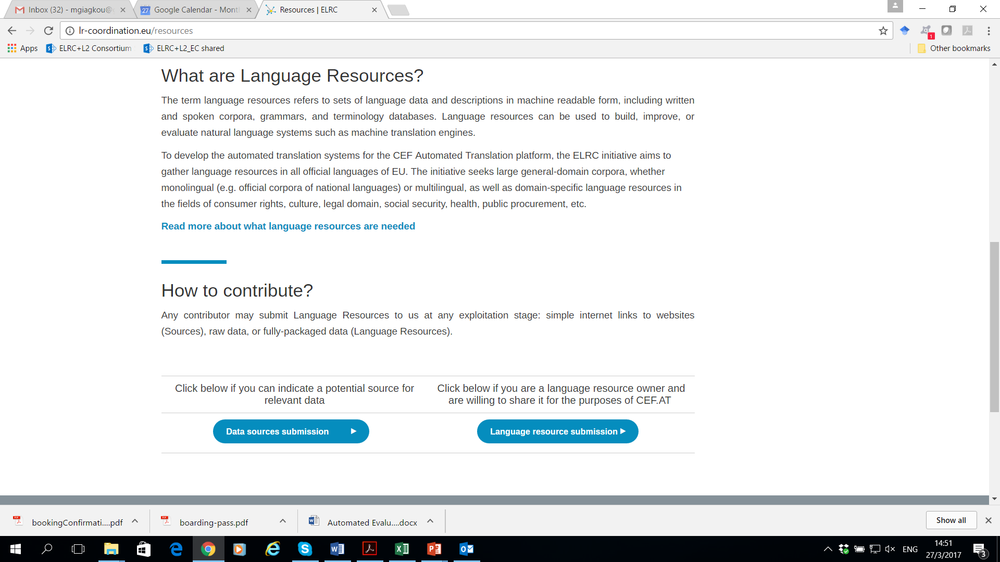 Inbox (32) - mgiagkou@
Google Calendar - Mont
Resources | ELRC
lr-coordination.eu/resources
1
Apps
ELRC+L2 Consortium
ELRC+L2_EC shared
Other bookmarks
What are Language Resources?
The term language resources refers to sets of language data and descriptions in machine readable form, including written
and spoken corpora, grammars, and terminology databases. Language resources can be used to build, improve, or
evaluate natural language systems such as machine translation engines.
To develop the automated translation systems for the CEF Automated Translation platform, the ELRC initiative aims to
gather language resources in all official languages of EU. The initiative seeks large general-domain corpora, whether
monolingual (e.g. official corpora of national languages) or multilingual, as well as domain-specific language resources in
the fields of consumer rights, culture, legal domain, social security, health, public procurement, etc.
Read more about what language resources are needed
How to contribute?
Any contributor may submit Language Resources to us at any exploitation stage: simple internet links to websites
(Sources), raw data, or fully-packaged data (Language Resources).
Click below if you can indicate a potential source for
relevant data
Click below if you are a language resource owner and
are willing to share it for the purposes of CEF.AT
Data sources submission
Language resource submission
bookingConfirmati....pdf
boarding-pass.pdf
Automated Evalu....docx
Show all
ENG
14:51
27/3/2017
3